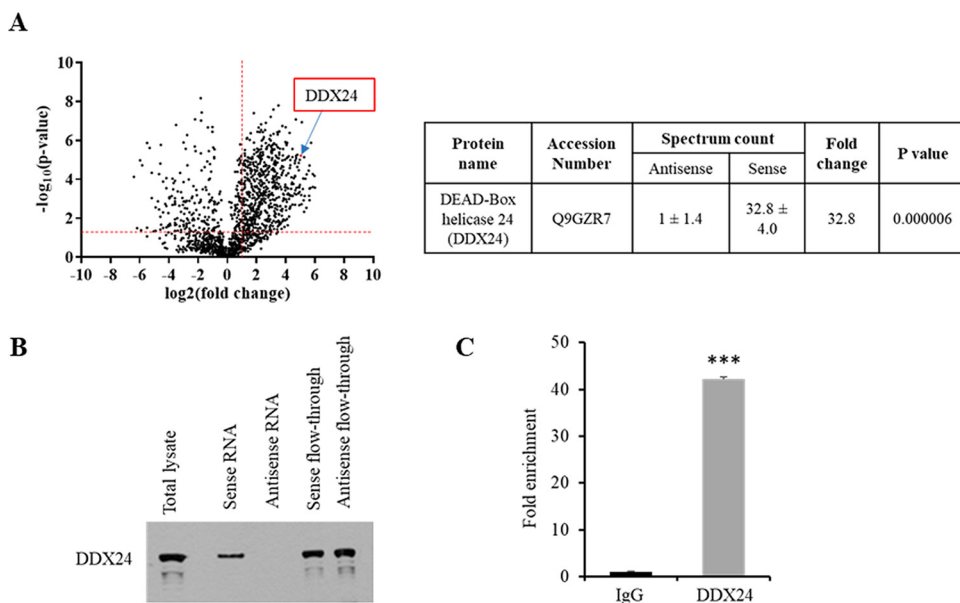 A
10
8
6
4
2
0
-log10(p-value)
-10 -8 -6 -4 -2 0 2 4 6 8 10
log2(fold change)
DDX24
Protein name
Accession Number
Spectrum count
Antisense
Sense
Fold change
P value
DEAD-Box
helicase 24
(DDX24)
Q9GZR7
1 ± 1.4
32.8 ±
4.0
32.8
0.000006
B
Total lysate
Sense RNA
Antisense RNA
Sense flow-through
Antisense flow-through
DDX24
C
50
40
30
20
10
0
Fold enrichment
***
IgG
DDX24